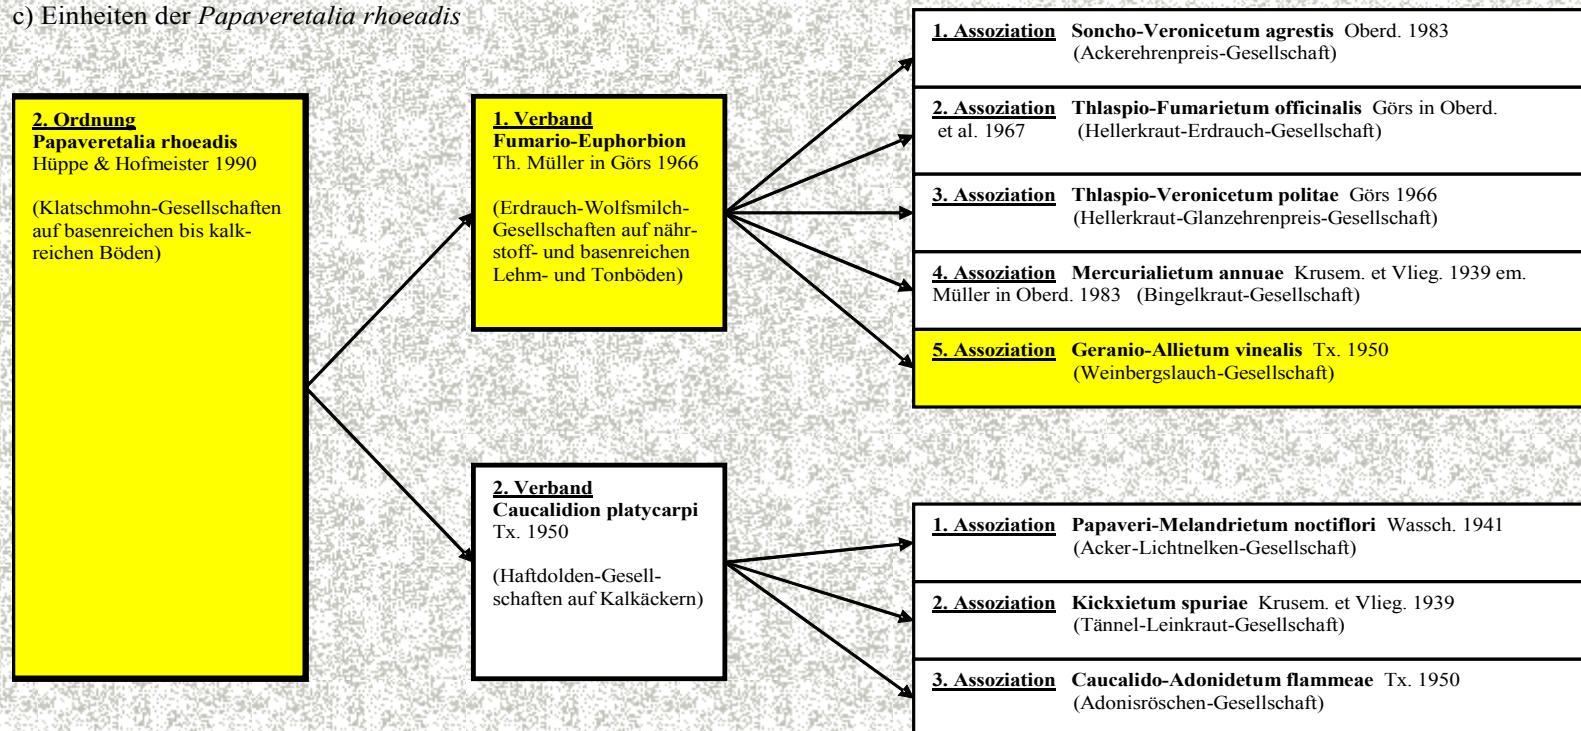 c) Einheiten der Papaveretalia rhoeadis
2. Ordnung
Papaveretalia rhoeadis
Hüppe & Hofmeister 1990
(Klatschmohn-Gesellschaften
auf basenreichen bis kalk-
reichen Böden)
1. Verband
Fumario-Euphorbion
Th. Müller in Görs 1966
(Erdrauch-Wolfsmilch-
Gesellschaften auf nähr-
stoff- und basenreichen
Lehm- und Tonböden)
2. Verband
Caucalidion platycarpi
Tx. 1950
(Haftdolden-Gesell-
schaften auf Kalkäckern)
1. Assoziation Soncho-Veronicetum agrestis Oberd. 1983
(Ackerehrenpreis-Gesellschaft)
2. Assoziation Thlaspio-Fumarietum officinalis Görs in Oberd.
et al. 1967 (Hellerkraut-Erdrauch-Gesellschaft)
3. Assoziation Thlaspio-Veronicetum politae Görs 1966
(Hellerkraut-Glanzehrenpreis-Gesellschaft)
4. Assoziation Mercurialietum annuae Krusem. et Vlieg. 1939 em.
Müller in Oberd. 1983 (Bingelkraut-Gesellschaft)
5. Assoziation Geranio-Allietum vinealis Tx. 1950
(Weinbergslauch-Gesellschaft)
1. Assoziation Papaveri-Melandrietum noctiflori Wassch. 1941
(Acker-Lichtnelken-Gesellschaft)
2. Assoziation Kickxietum spuriae Krusem. et Vlieg. 1939
(Tännel-Leinkraut-Gesellschaft)
3. Assoziation Caucalido-Adonidetum flammeae Tx. 1950
(Adonisröschen-Gesellschaft)